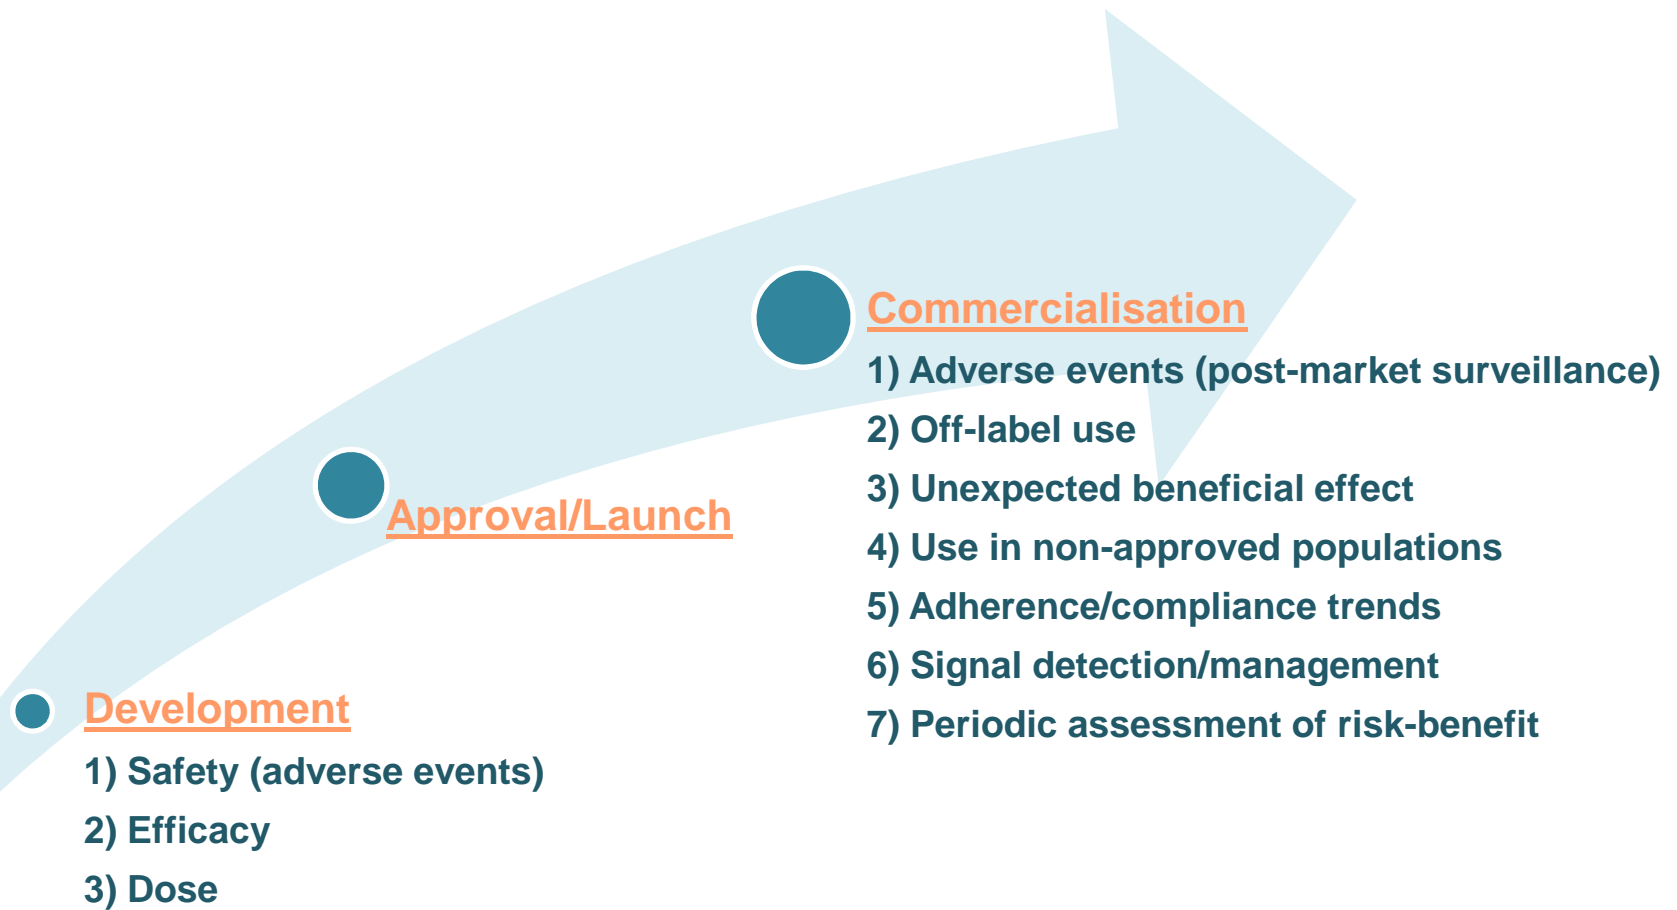 Commercialisation
1) Adverse events (post-market surveillance)
2) Off-label use
3) Unexpected beneficial effect
4) Use in non-approved populations
5) Adherence/compliance trends
6) Signal detection/management
7) Periodic assessment of risk-benefit
Approval/Launch
Development
1) Safety (adverse events)
2) Efficacy
3) Dose